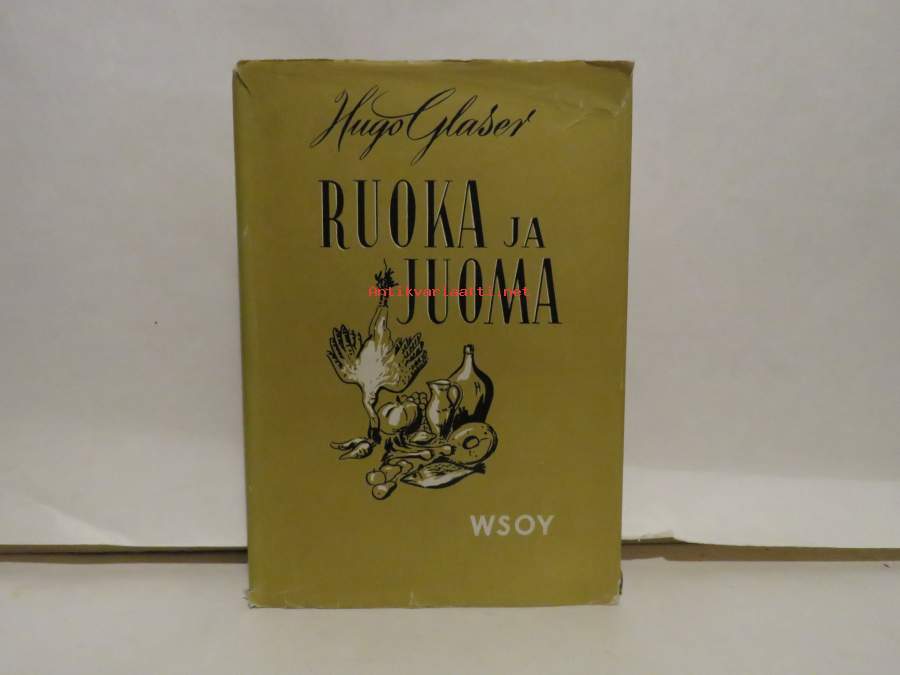 Hugo Glaser
RUOKA JA
Antikvariaatti.net
JUOMA
WSOY